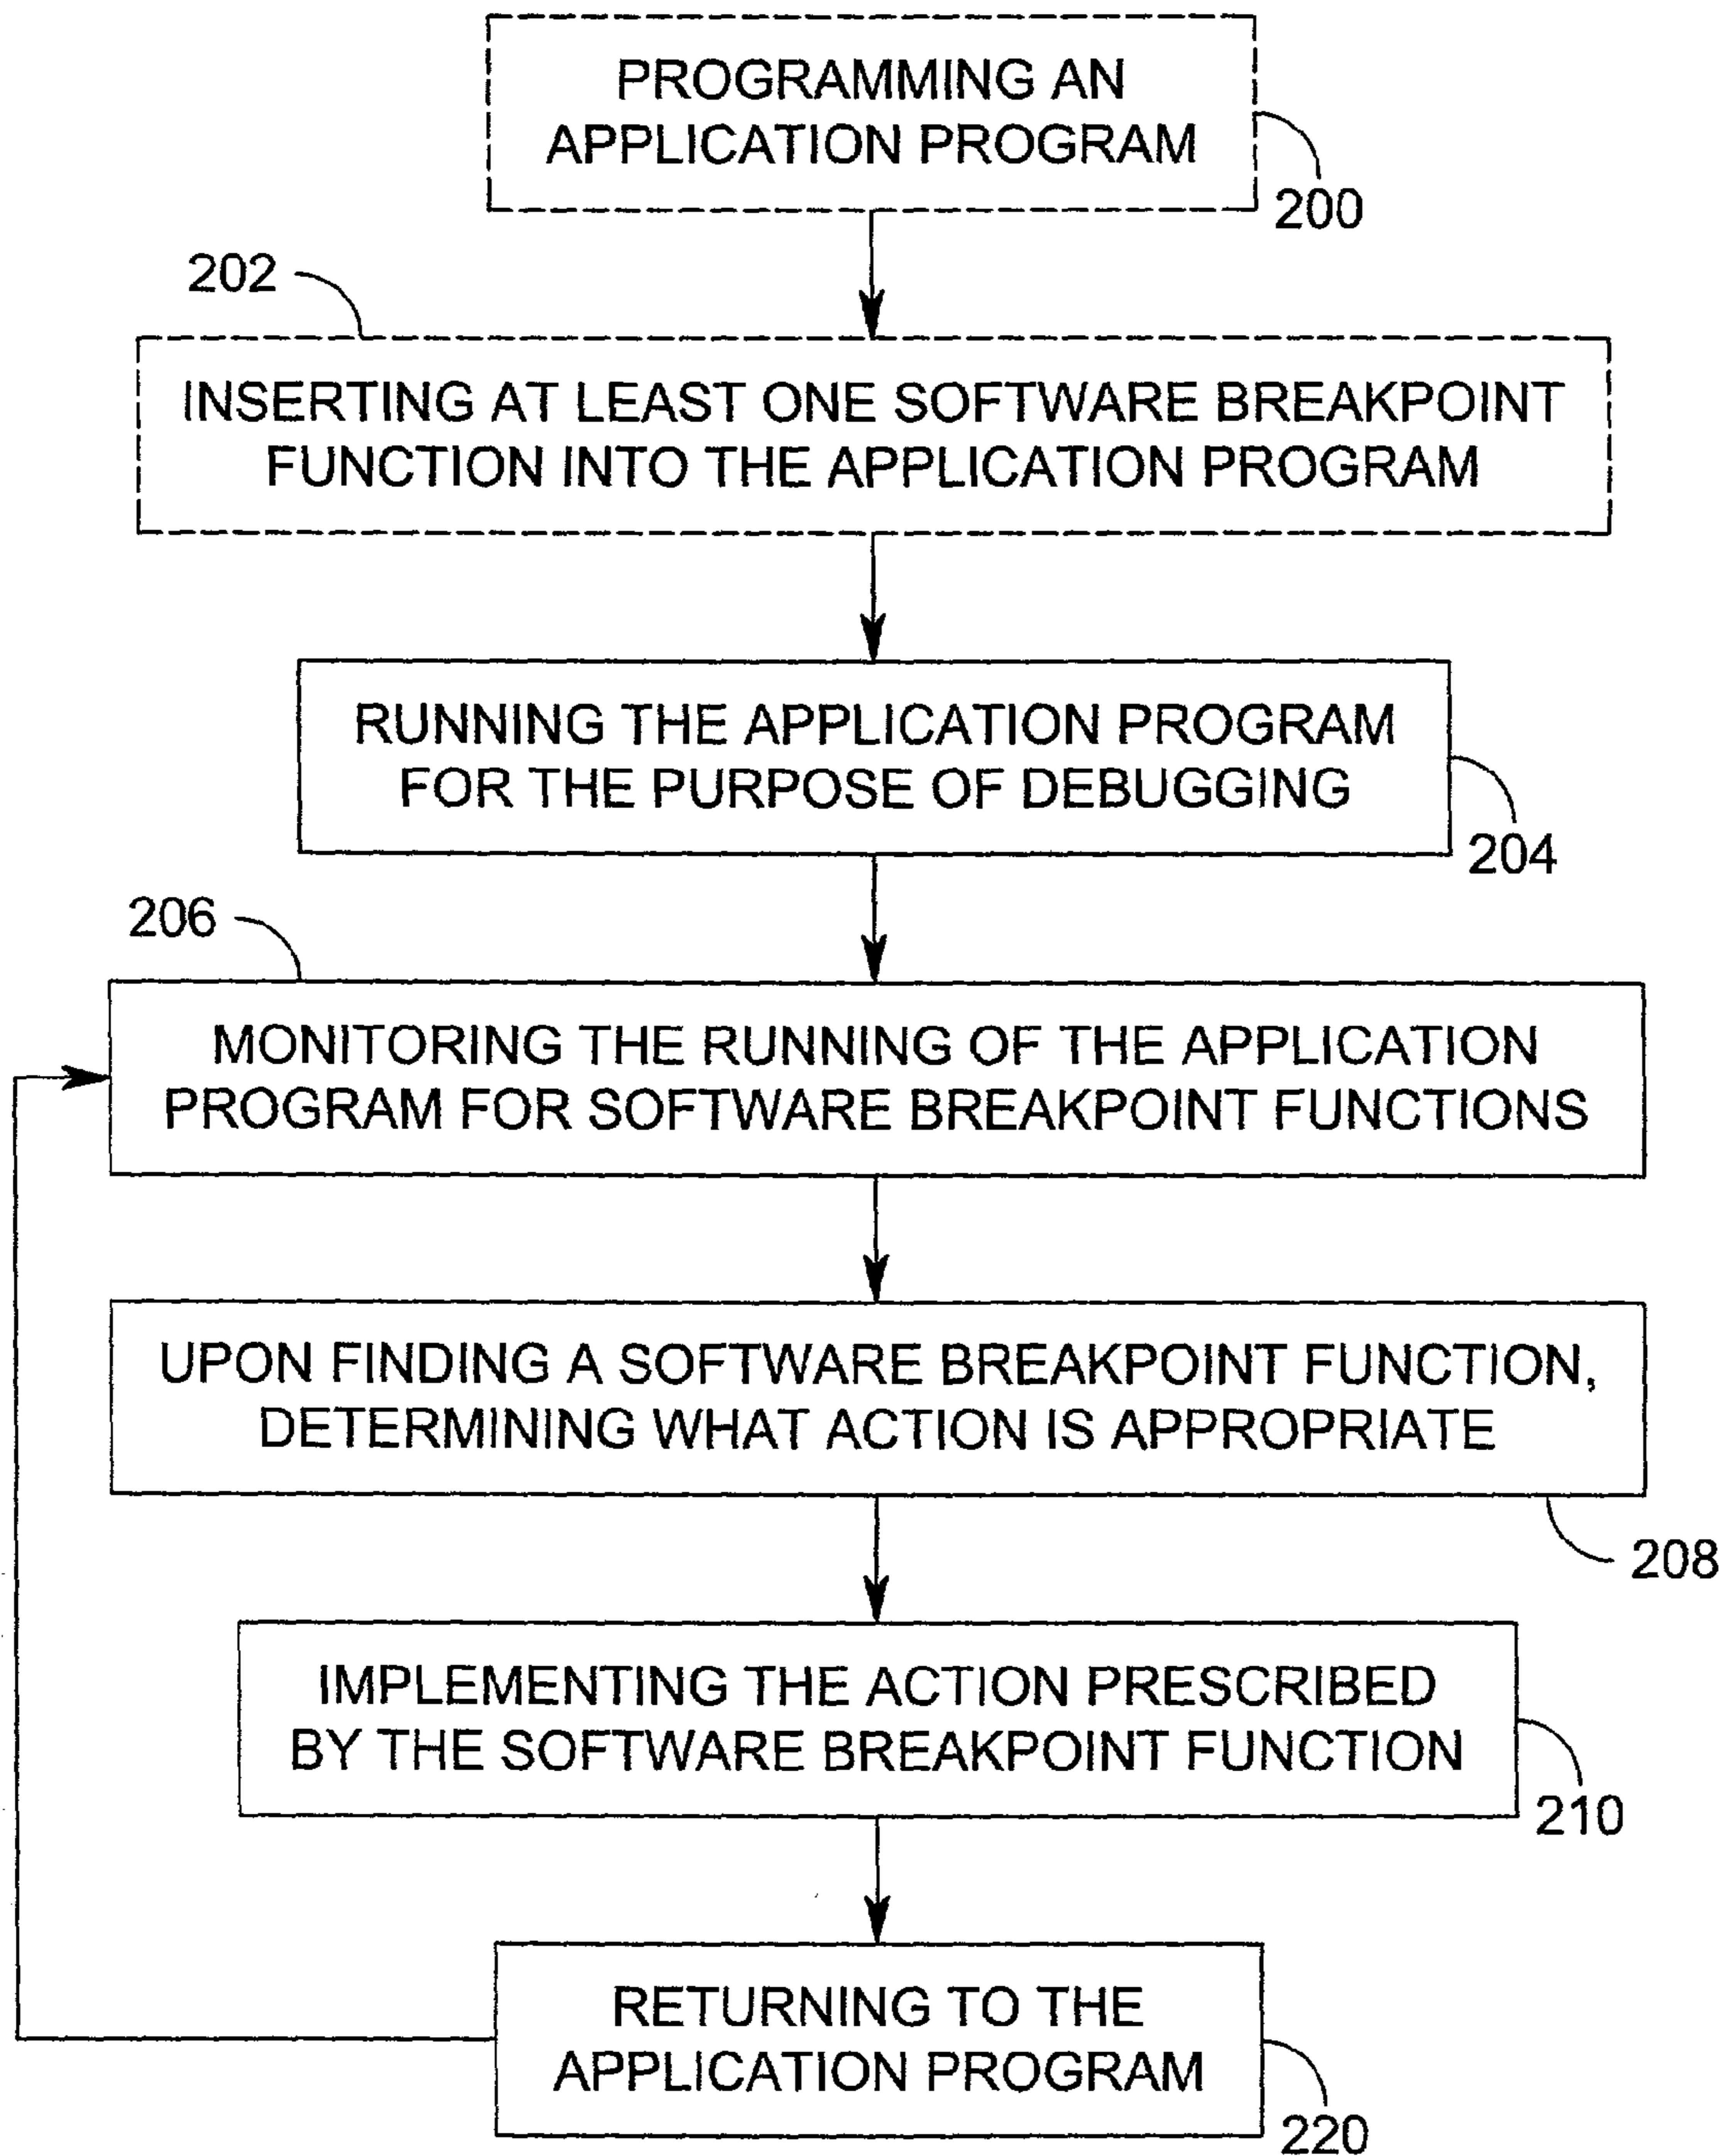 PROGRAMMING AN
APPLICATION PROGRAM
200
202
INSERTING AT LEAST ONE SOFTWARE BREAKPOINT
FUNCTION INTO THE APPLICATION PROGRAM
RUNNING THE APPLICATION PROGRAM
FOR THE PURPOSE OF DEBUGGING
204
206
MONITORING THE RUNNING OF THE APPLICATION
PROGRAM FOR SOFTWARE BREAKPOINT FUNCTIONS
UPON FINDING A SOFTWARE BREAKPOINT FUNCTION,
DETERMINING WHAT ACTION IS APPROPRIATE
208
IMPLEMENTING THE ACTION PRESCRIBED
BY THE SOFTWARE BREAKPOINT FUNCTION
210
RETURNING TO THE
APPLICATION PROGRAM
220